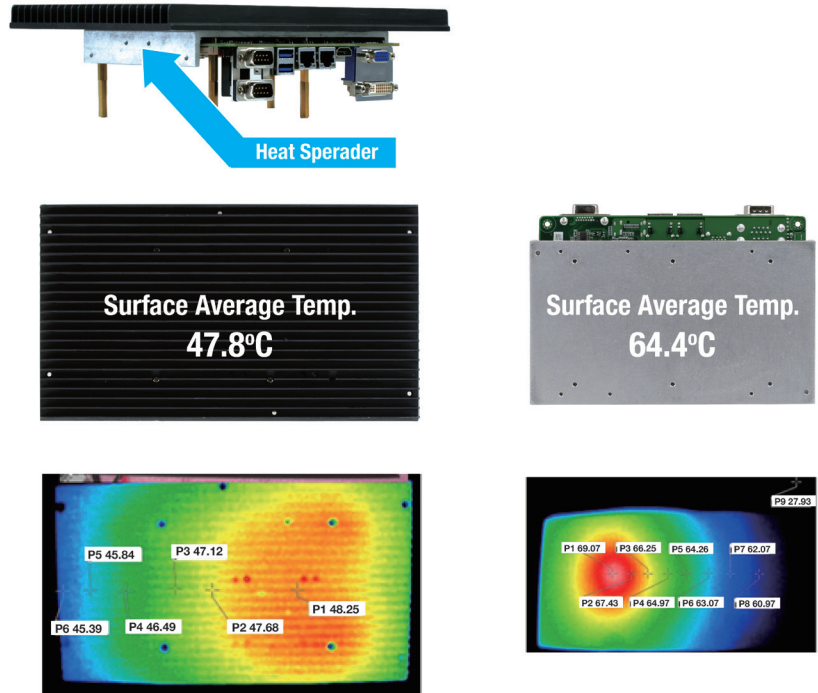 Heat Sperader
Surface Average Temp.
47.8ºC
Surface Average Temp.
64.4ºC
P5 45.84
P3 47.12
P1 48.25
P6 45.39
P4 46.49
P2 47.68
P9 27.93
P1 69.07
P3 66.25
P5 64.26
P7 62.07
P2 67.43
P4 64.97
P6 63.07
P8 60.97